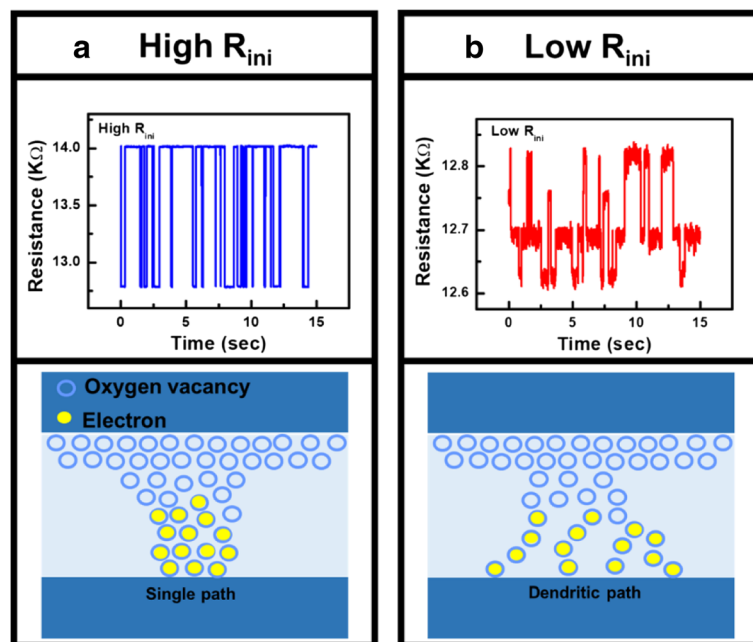 a High Rini
b Low Rini
High Rini
Resistance (KΩ)
14.0
13.5
13.0
0 5 10 15
Time (sec)
Low Rini
Resistance (KΩ)
12.8
12.7
12.6
0 5 10 15
Time (sec)
Oxygen vacancy
Electron
Single path
Dendritic path